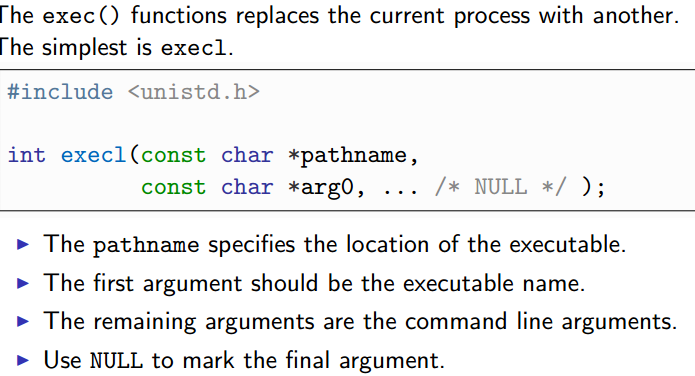 The exec() functions replaces the current process with another.
The simplest is execl.
#include <unistd.h>
int execl(const char *pathname,
const char *arg0, ... /* NULL */ );
▶ The pathname specifies the location of the executable.
▶ The first argument should be the executable name.
▶ The remaining arguments are the command line arguments.
▶ Use NULL to mark the final argument.